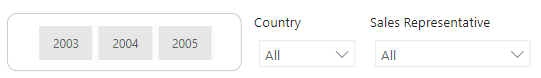 Country Sales Representative
2003 2004 2005 All All